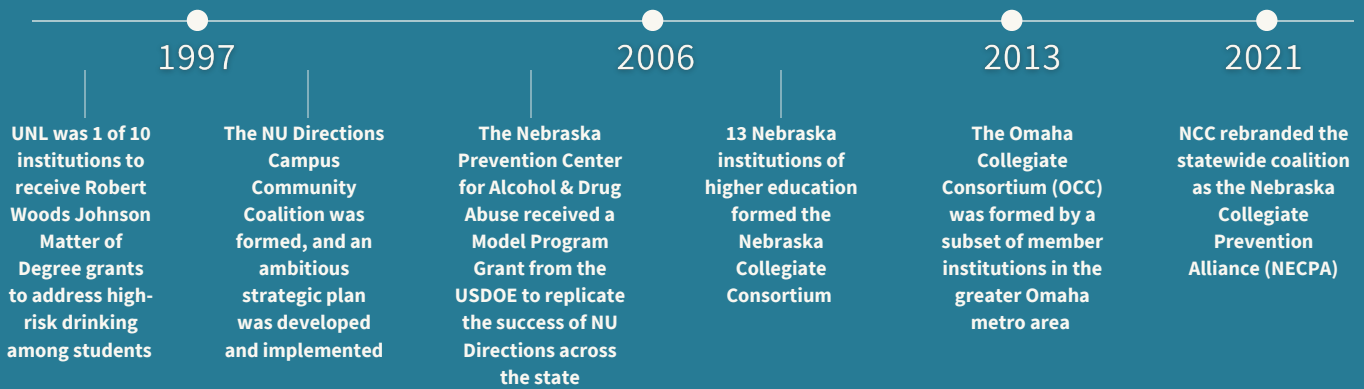 1997
UNL was 1 of 10
institutions to
receive Robert
Woods Johnson
Matter of
Degree grants
to address high-
risk drinking
among students
The NU Directions
Campus
Community
Coalition was
formed, and an
ambitious
strategic plan
was developed
and implemented
2006
The Nebraska
Prevention Center
for Alcohol & Drug
Abuse received a
Model Program
Grant from the
USDOE to replicate
the success of NU
Directions across
the state
13 Nebraska
institutions of
higher education
formed the
Nebraska
Collegiate
Consortium
2013
The Omaha
Collegiate
Consortium (OCC)
was formed by a
subset of member
institutions in the
greater Omaha
metro area
2021
NCC rebranded the
statewide coalition
as the Nebraska
Collegiate
Prevention
Alliance (NECPA)